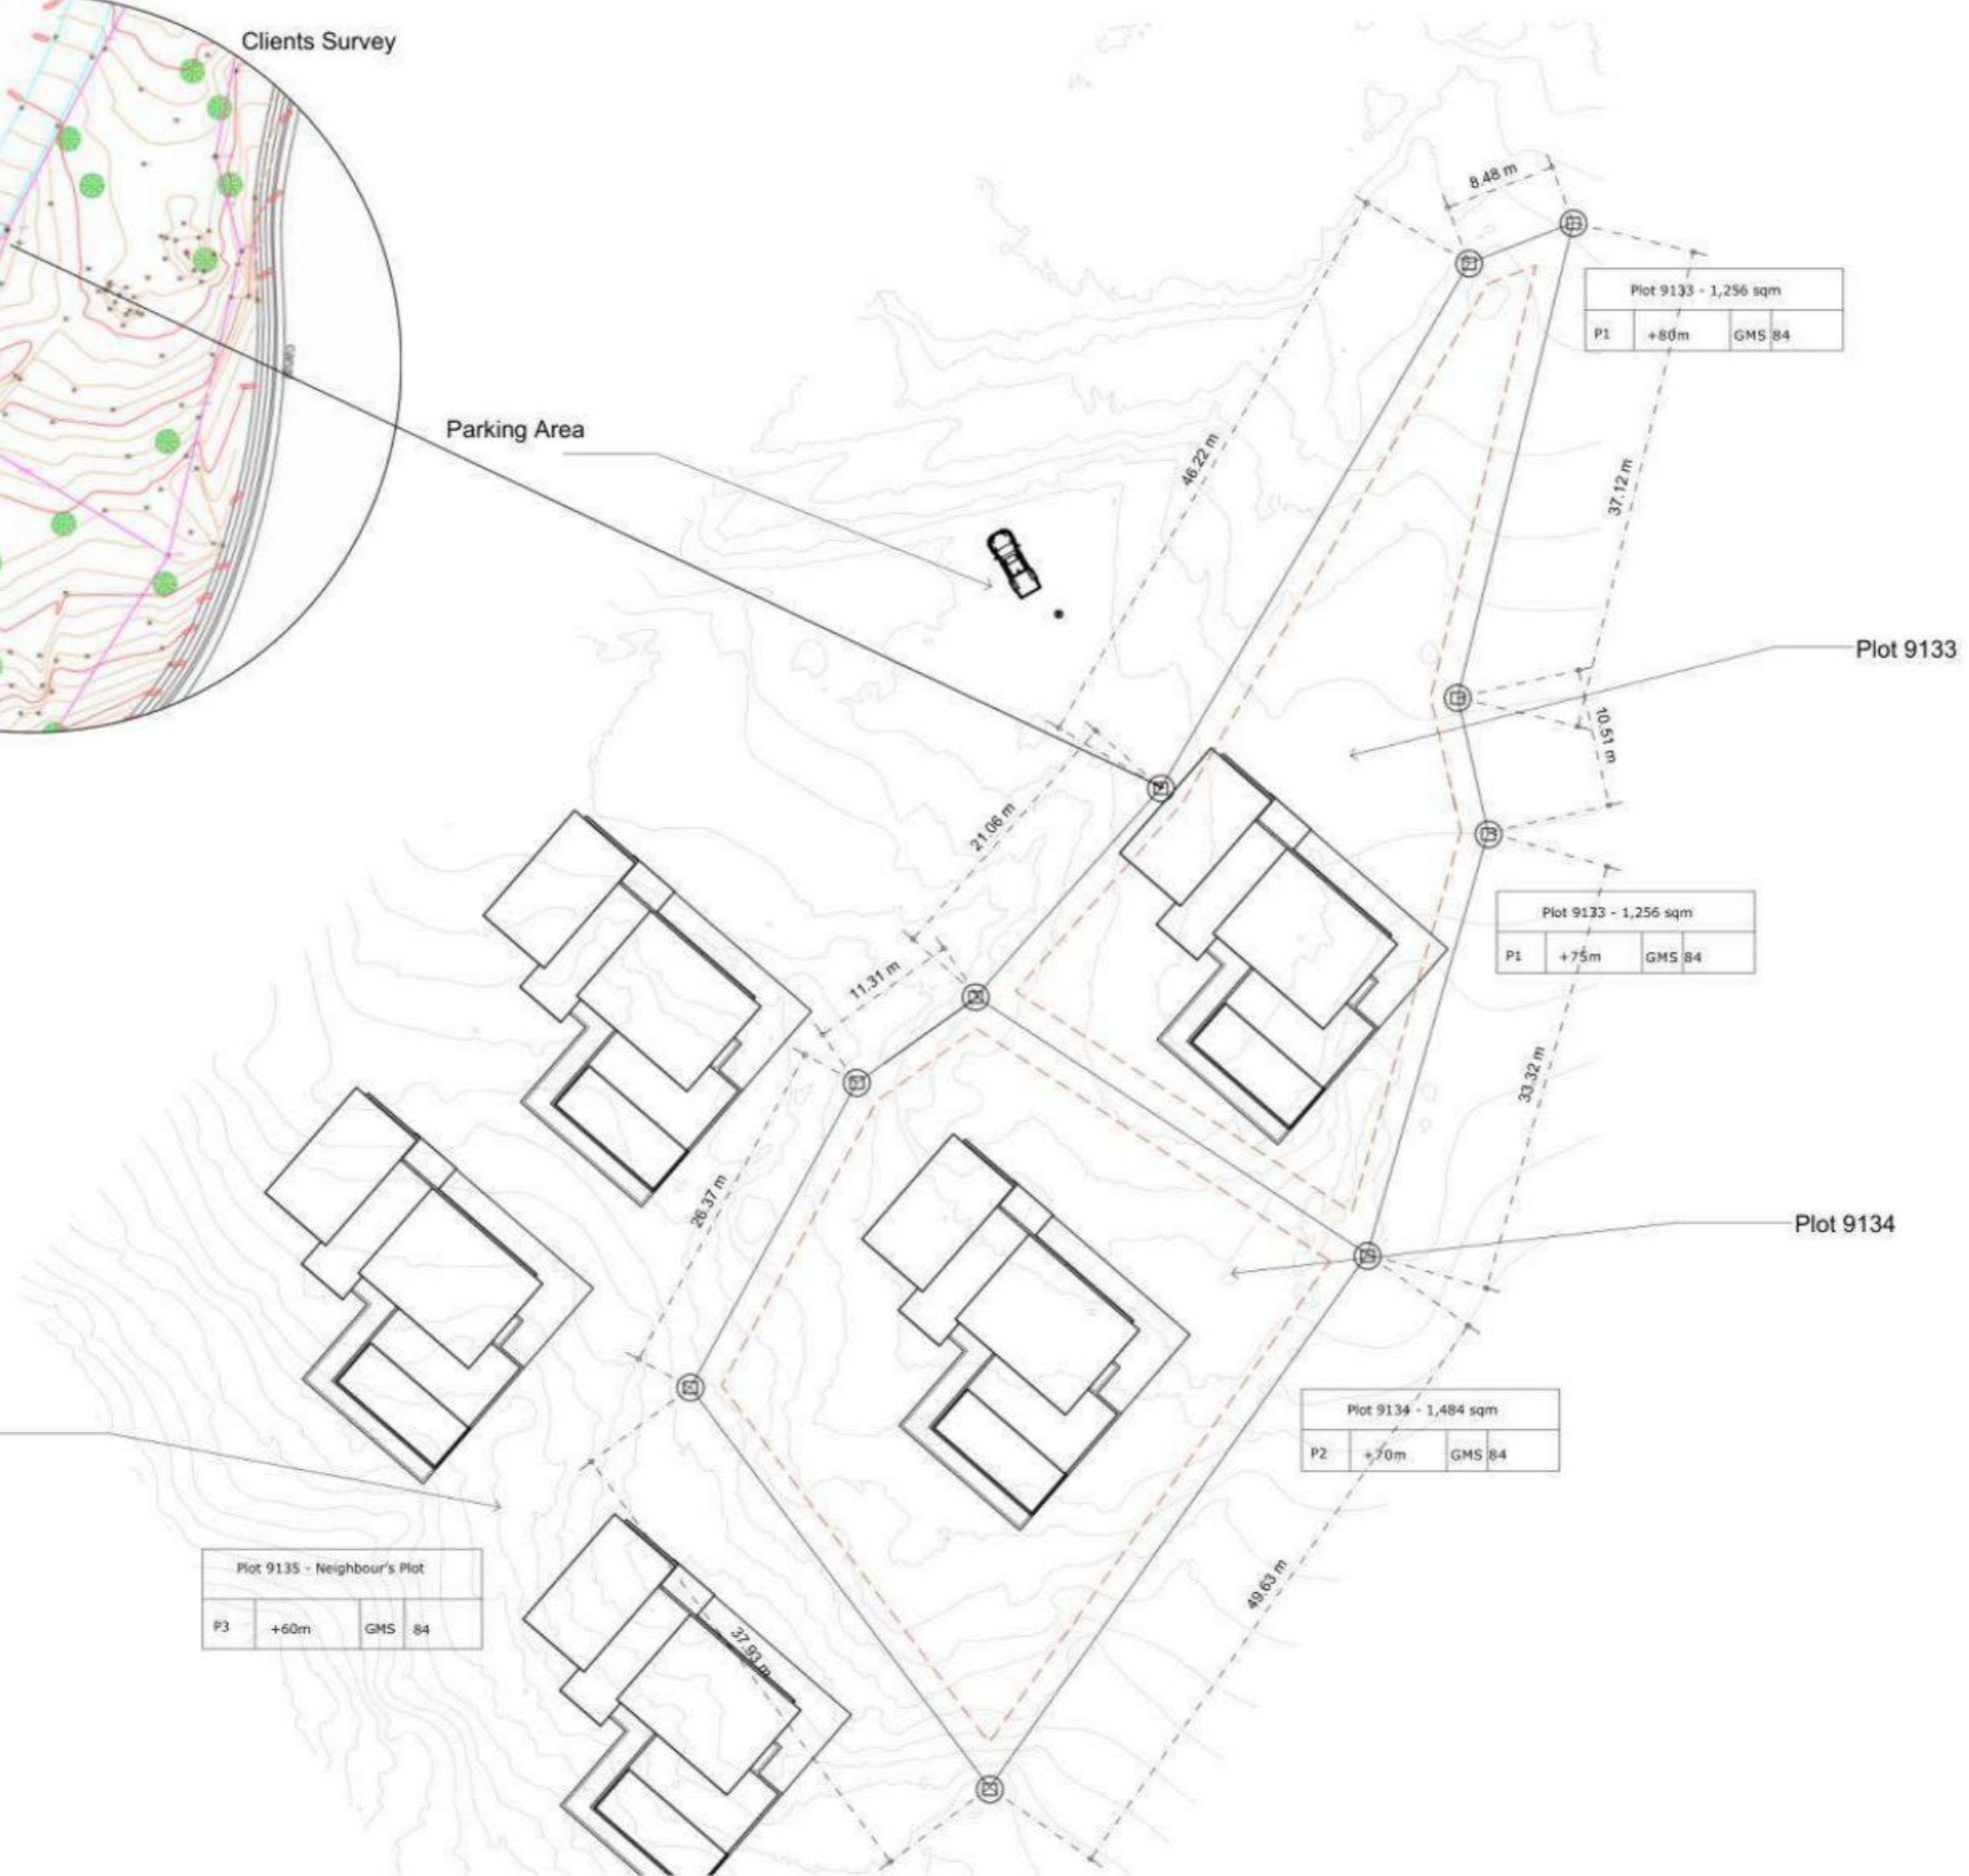 Clients Survey
8.48 m
Plot 9133 - 1,256 sqm
P1 +80m GMS 84
Parking Area
46.22 m
37.12 m
Plot 9133
10.51 m
21.06 m
Plot 9133 - 1,256 sqm
P1 +75m GMS 84
11.31 m
33.32 m
26.37 m
Plot 9134
Plot 9134 - 1,484 sqm
P2 +70m GMS 84
Plot 9135 - Neighbour's Plot
P3 +60m GMS 84
49.63 m
37.93 m